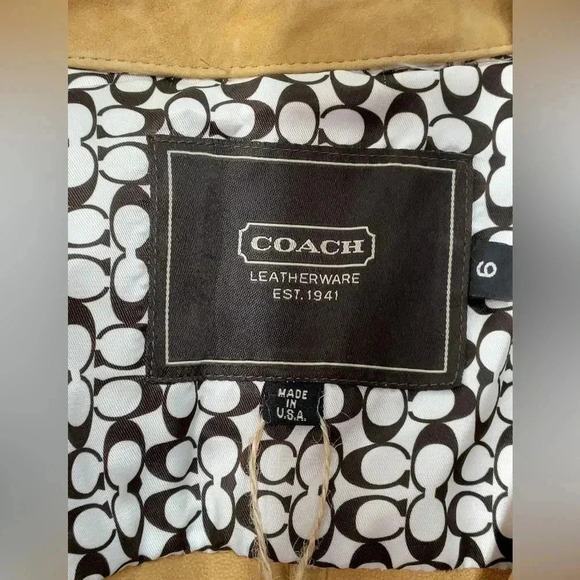 COACH
LEATHERWARE
EST. 1941
6
MADE
IN
U.S.A.